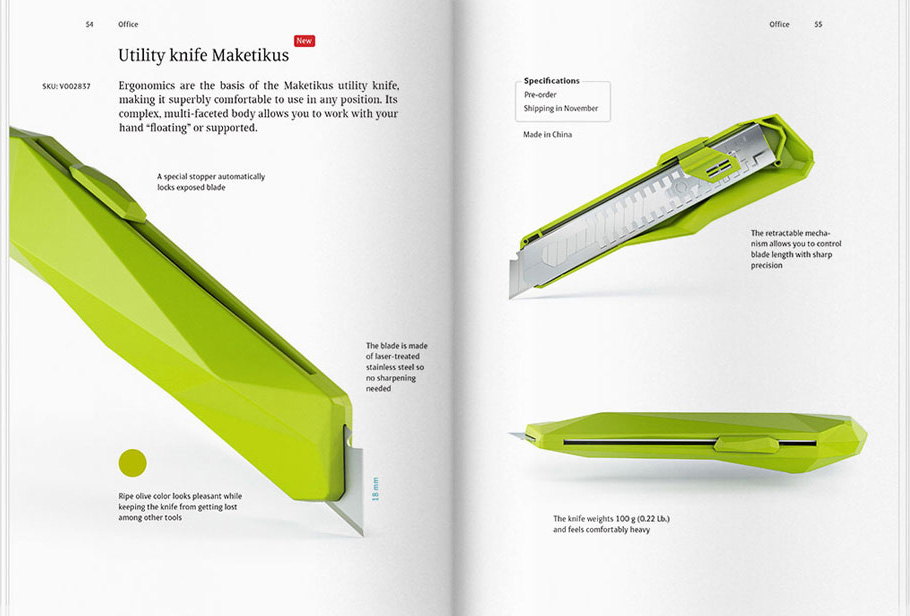 54 Office
Utility knife Maketikus New
SKU: V002837
Ergonomics are the basis of the Maketikus utility knife,
making it superbly comfortable to use in any position. Its
complex, multi-faceted body allows you to work with your
hand “floating” or supported.
A special stopper automatically
locks exposed blade
The blade is made
of laser-treated
stainless steel so
no sharpening
needed
18 mm
Ripe olive color looks pleasant while
keeping the knife from getting lost
among other tools
Office 55
Specifications
Pre-order
Shipping in November
Made in China
The retractable mecha-
nism allows you to control
blade length with sharp
precision
The knife weights 100 g (0.22 Lb.)
and feels comfortably heavy